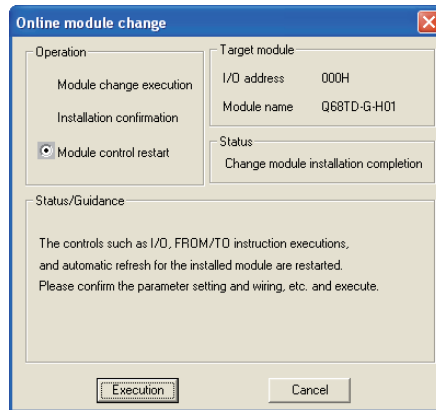 Online module change
Operation
Module change execution
Installation confirmation
Module control restart
Target module
I/O address 000H
Module name Q68TD-G-H01
Status
Change module installation completion
Status/Guidance
The controls such as I/O, FROM/TO instruction executions,
and automatic refresh for the installed module are restarted.
Please confirm the parameter setting and wiring, etc. and execute.
Execution Cancel